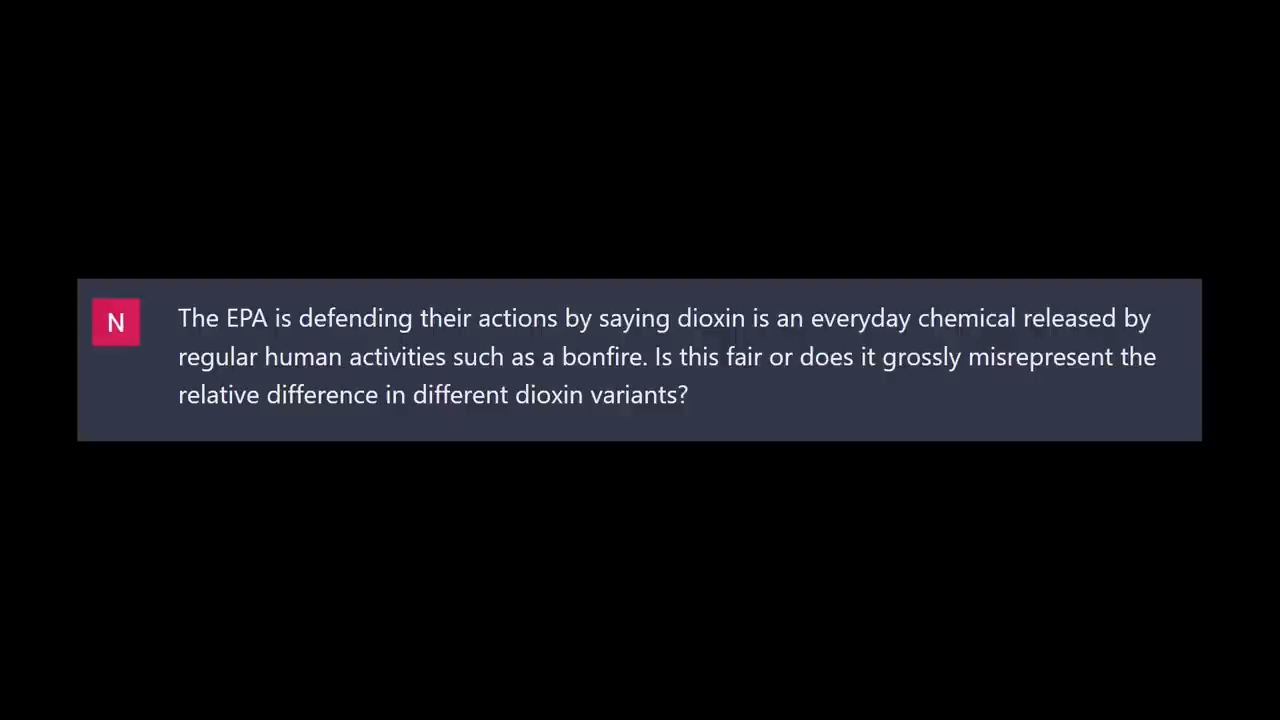 N
The EPA is defending their actions by saying dioxin is an everyday chemical released by
regular human activities such as a bonfire. Is this fair or does it grossly misrepresent the
relative difference in different dioxin variants?